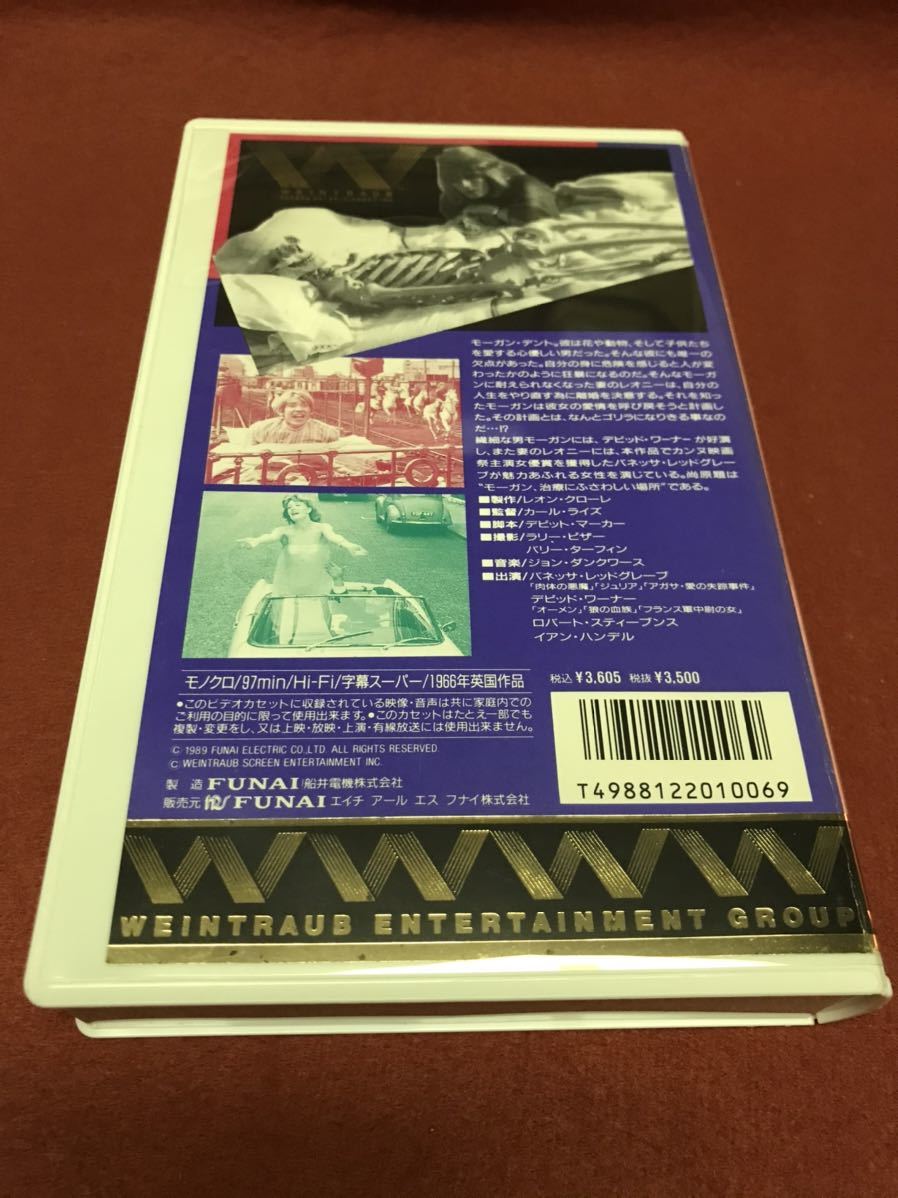 WEINTRAUB
モーガン・デント。彼は花や動物、そして子供たち
を愛する心優しい男だった。そんな彼にも唯一の
欠点があった。自分の身に危険を感じると人が変
わったかのように狂暴になるのだ。そんなモーガ
ンに耐えられなくなった妻のレオニーは、自分の
人生をやり直す為に離婚を決意する。それを知っ
たモーガンは彼女の愛情を呼び戻そうと計画し
た。その計画とは、なんとゴリラになりきる事なの
だ…!?
繊細な男モーガンには、デビッド・ワーナーが好演
し、また妻のレオニーには、本作品でカンヌ映画
祭主演女優賞を獲得したバネッサ・レッドグレー
ブが魅力あふれる女性を演じている。尚原題は
“モーガン、治療にふさわしい場所”である。
■製作/レオン・クローレ
■監督/カール・ライズ
■脚本/デビット・マーカー
■撮影/ラリー・ピザー
バリー・ターフィン
■音楽/ジョン・ダンクワース
■出演/バネッサ・レッドグレーブ
「肉体の悪魔」「ジュリア」「アガサ・愛の失踪事件」
デビッド・ワーナー
「オーメン」「狼の血族」「フランス軍中尉の女」
ロバート・スティーブンス
イアン・ハンデル
モノクロ/97min/Hi-Fi/字幕スーパー/1966年英国作品
税込 ¥3,605 税抜 ¥3,500
●このビデオカセットに収録されている映像・音声は共に家庭内での
ご利用の目的に限って使用出来ます。●このカセットはたとえ一部でも
複製・変更をし、又は上映・放映・上演・有線放送には使用出来ません。
© 1989 FUNAI ELECTRIC CO.,LTD. ALL RIGHTS RESERVED.
© WEINTRAUB SCREEN ENTERTAINMENT INC.
製 造 FUNAI/船井電機株式会社
販売元 FUNAI エイチ アール エス フナイ株式会社
T4988122010069
WEINTRAUB ENTERTAINMENT GROUP